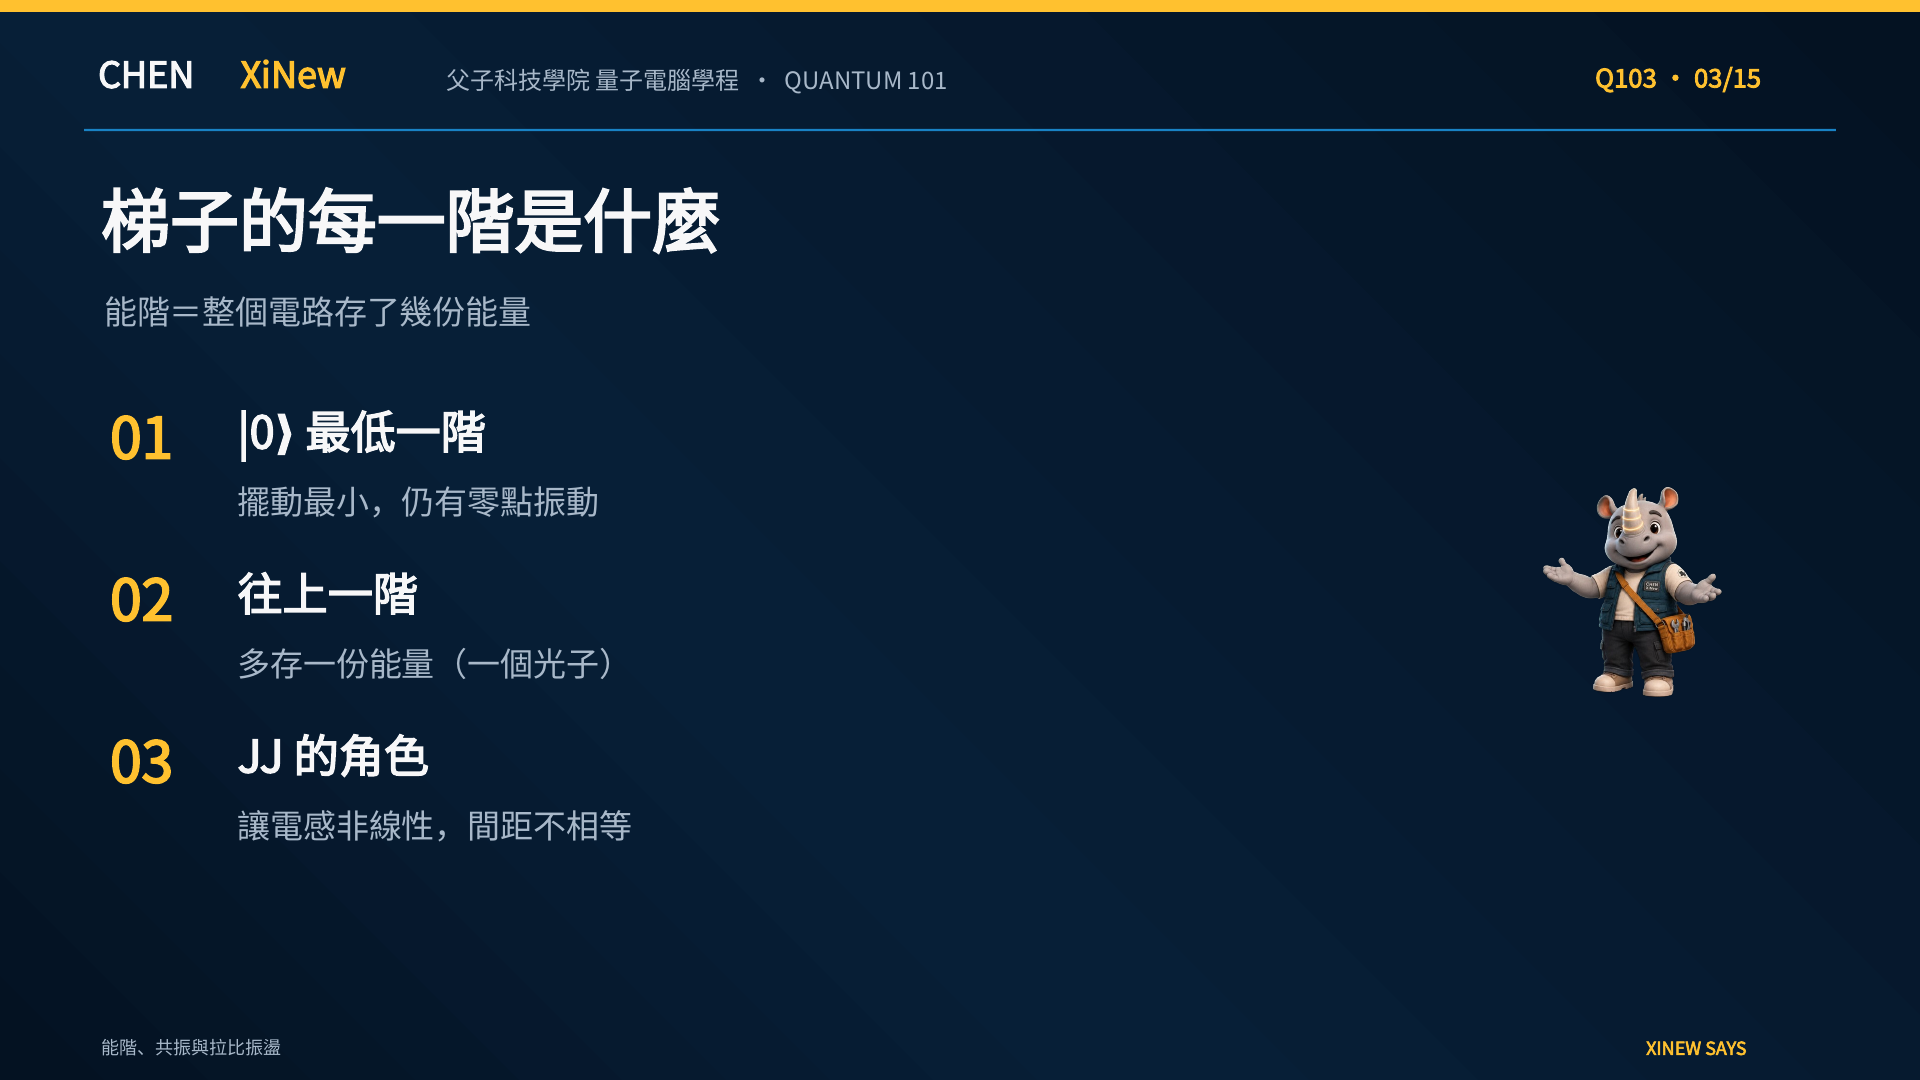 CHEN XiNew 父子科技學院 量子電腦學程 · QUANTUM 101 Q103 · 03/15
梯子的每一階是什麼
能階＝整個電路存了幾份能量
01 |0⟩ 最低一階
擺動最小，仍有零點振動
02 往上一階
多存一份能量（一個光子）
03 JJ 的角色
讓電感非線性，間距不相等
能階、共振與拉比振盪 XINEW SAYS